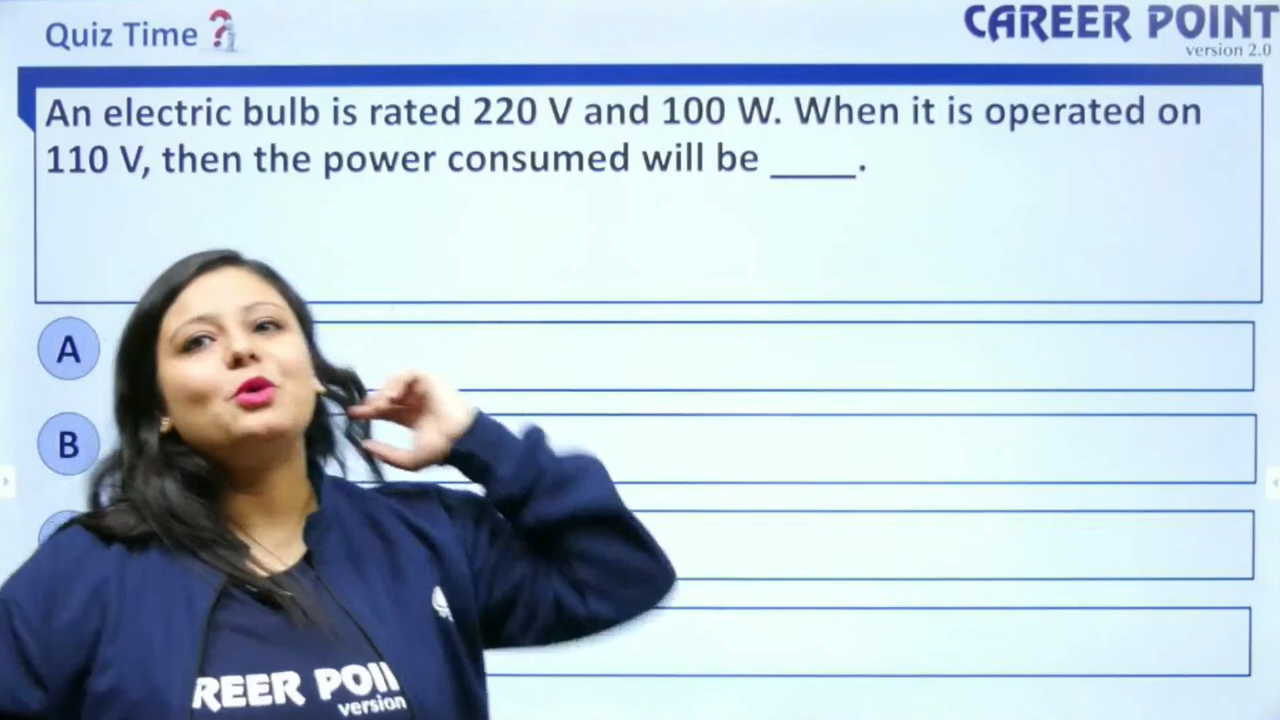 Quiz Time
CAREER POINT
version 2.0
An electric bulb is rated 220 V and 100 W. When it is operated on
110 V, then the power consumed will be _____.
A
B
REER POI
version